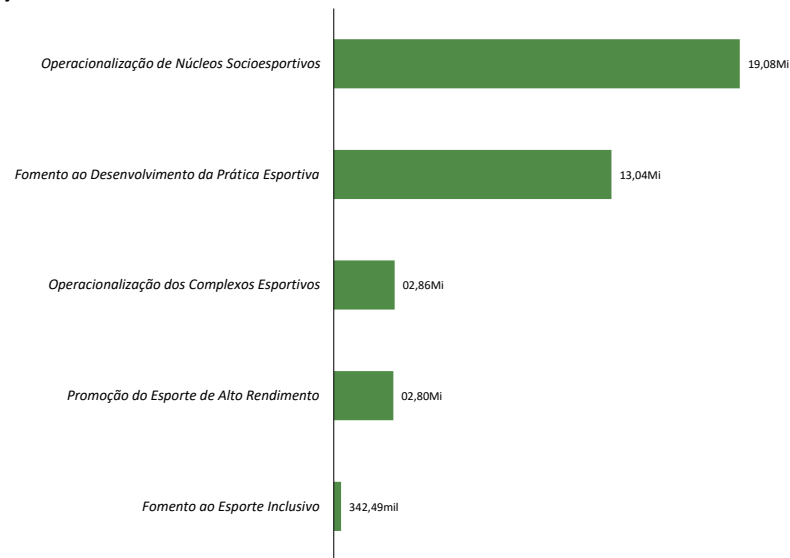 Operacionalização de Núcleos Socioesportivos
19,08Mi
Fomento ao Desenvolvimento da Prática Esportiva
13,04Mi
Operacionalização dos Complexos Esportivos
02,86Mi
Promoção do Esporte de Alto Rendimento
02,80Mi
Fomento ao Esporte Inclusivo
342,49mil